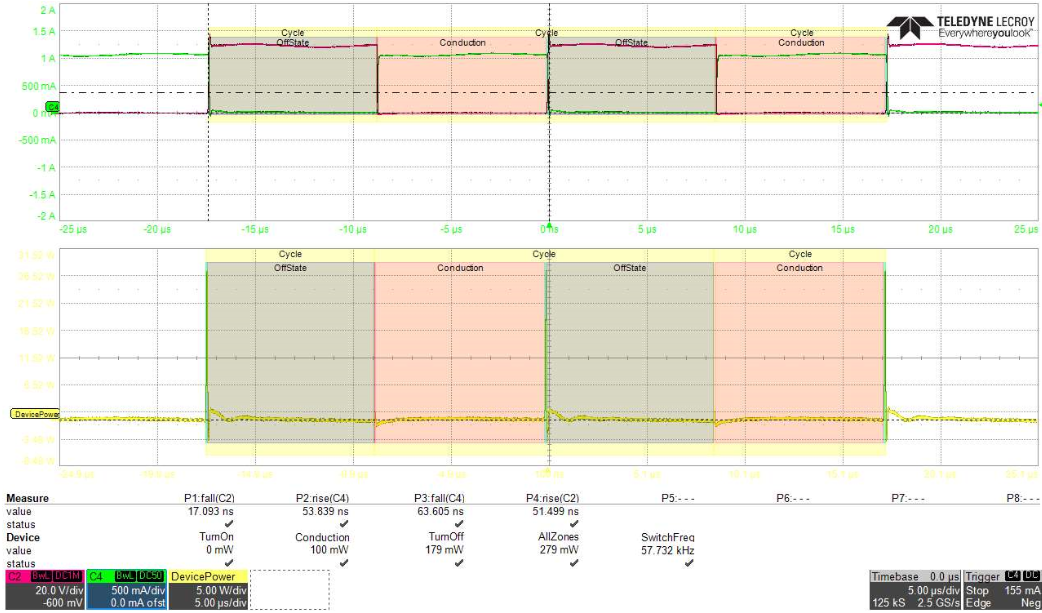 2 A
1.5 A
1 A
500 mA
0 mA
-500 mA
-1 A
-1.5 A
-2 A
C4
Cycle Cycle Cycle
OffState Conduction OffState Conduction
TELEDYNE LECROY
Everywhereyoulook™
-25 µs -20 µs -15 µs -10 µs -5 µs 0 ns 5 µs 10 µs 15 µs 20 µs 25 µs
Cycle Cycle Cycle
OffState Conduction OffState Conduction
DevicePower
Measure P1:fall(C2) P2:rise(C4) P3:fall(C4) P4:rise(C2) P5:- - - P6:- - - P7:- - - P8:- - -
value 17.093 ns 53.839 ns 63.605 ns 51.499 ns
status
Device TurnOn Conduction TurnOff AllZones SwitchFreq
value 0 mW 100 mW 179 mW 279 mW 57.732 kHz
status
C2 BwL DC1M C4 BwL DC50 DevicePower
20.0 V/div 500 mA/div 5.00 W/div
-600 mV 0.0 mA ofst 5.00 µs/div
Timebase 0.0 µs Trigger C4 DC
5.00 µs/div Stop 155 mA
125 kS 2.5 GS/s Edge Neg